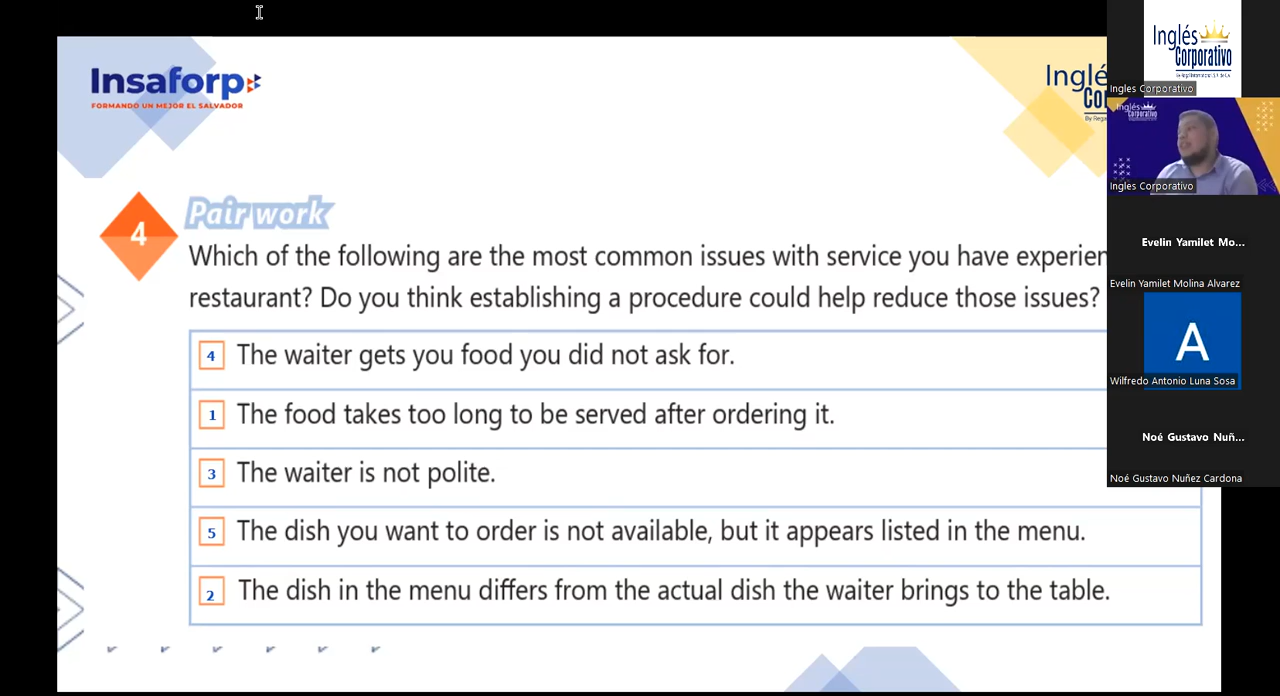 Insaforp
FORMANDO UN MEJOR EL SALVADOR
4
Pair work
Which of the following are the most common issues with service you have experien
restaurant? Do you think establishing a procedure could help reduce those issues?
4 The waiter gets you food you did not ask for.
1 The food takes too long to be served after ordering it.
3 The waiter is not polite.
5 The dish you want to order is not available, but it appears listed in the menu.
2 The dish in the menu differs from the actual dish the waiter brings to the table.
Inglés
Corporativo
Ingles Corporativo
Inglés
Corporativo
Ingles Corporativo
Evelin Yamilet Mo...
Evelin Yamilet Molina Alvarez
A
Wilfredo Antonio Luna Sosa
Noé Gustavo Nuñ...
Noé Gustavo Nuñez Cardona